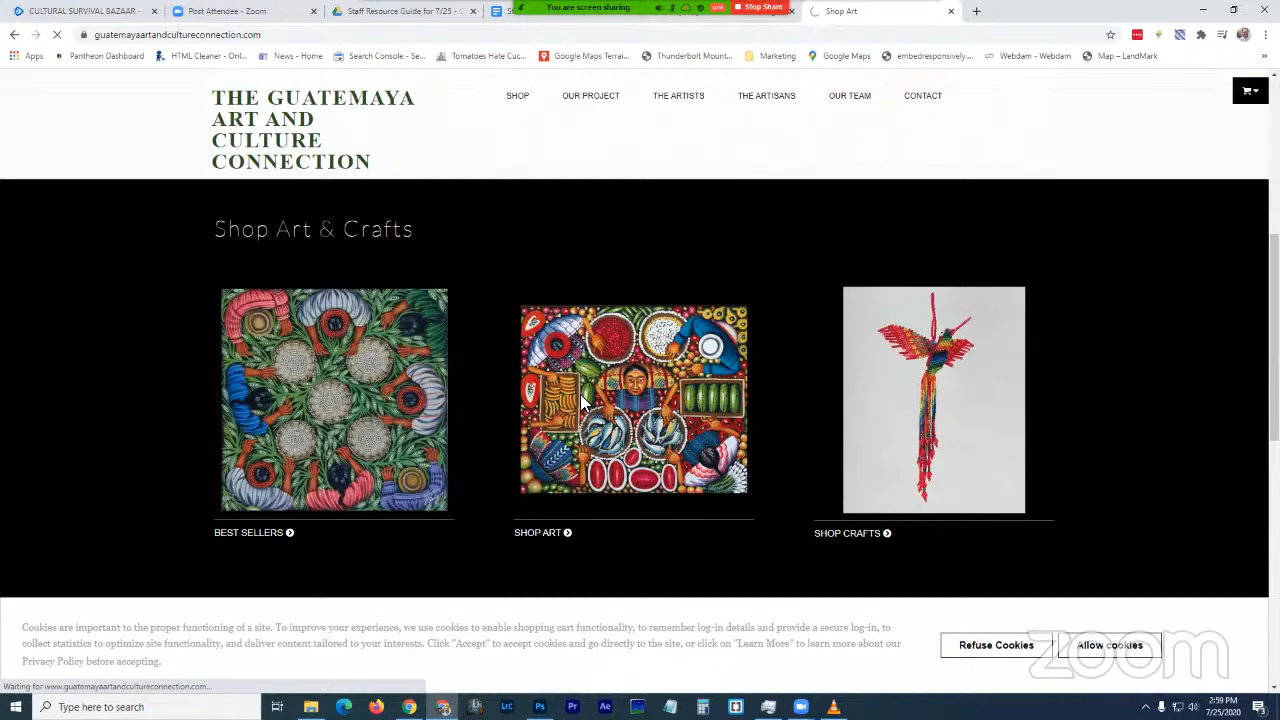 CULTURAL SURVIVAL BAZAAR -
Post Attendee - Zoom
Staff Resource Guide for 7/25 - G
You are screen sharing
LIVE
Stop Share
Shop Art
guatemayaartandcultureconnection.com
Apps
Pantheon Dashboard
HTML Cleaner - Onl...
News - Home
Search Console - Se...
Tomatoes Hate Cuc...
Google Maps Terrai...
Thunderbolt Mount...
Marketing
Google Maps
embedresponsively....
Webdam - Webdam
Map – LandMark
THE GUATEMAYA
ART AND
CULTURE
CONNECTION
SHOP
OUR PROJECT
THE ARTISTS
THE ARTISANS
OUR TEAM
CONTACT
Shop Art & Crafts
BEST SELLERS
SHOP ART
SHOP CRAFTS
Cookies are important to the proper functioning of a site. To improve your experience, we use cookies to enable shopping cart functionality, to remember log-in details and provide a secure log-in, to
collect statistics to optimize site functionality, and deliver content tailored to your interests. Click "Accept" to accept cookies and go directly to the site, or click on "Learn More" to learn more about our
Privacy Policy before accepting.
Refuse Cookies
Allow cookies
zoom
Waiting for www.guatemayaartandcultureconnection.com...
Type here to search
Lrc
Ps
Pr
Ae
2:59 PM
7/25/2020